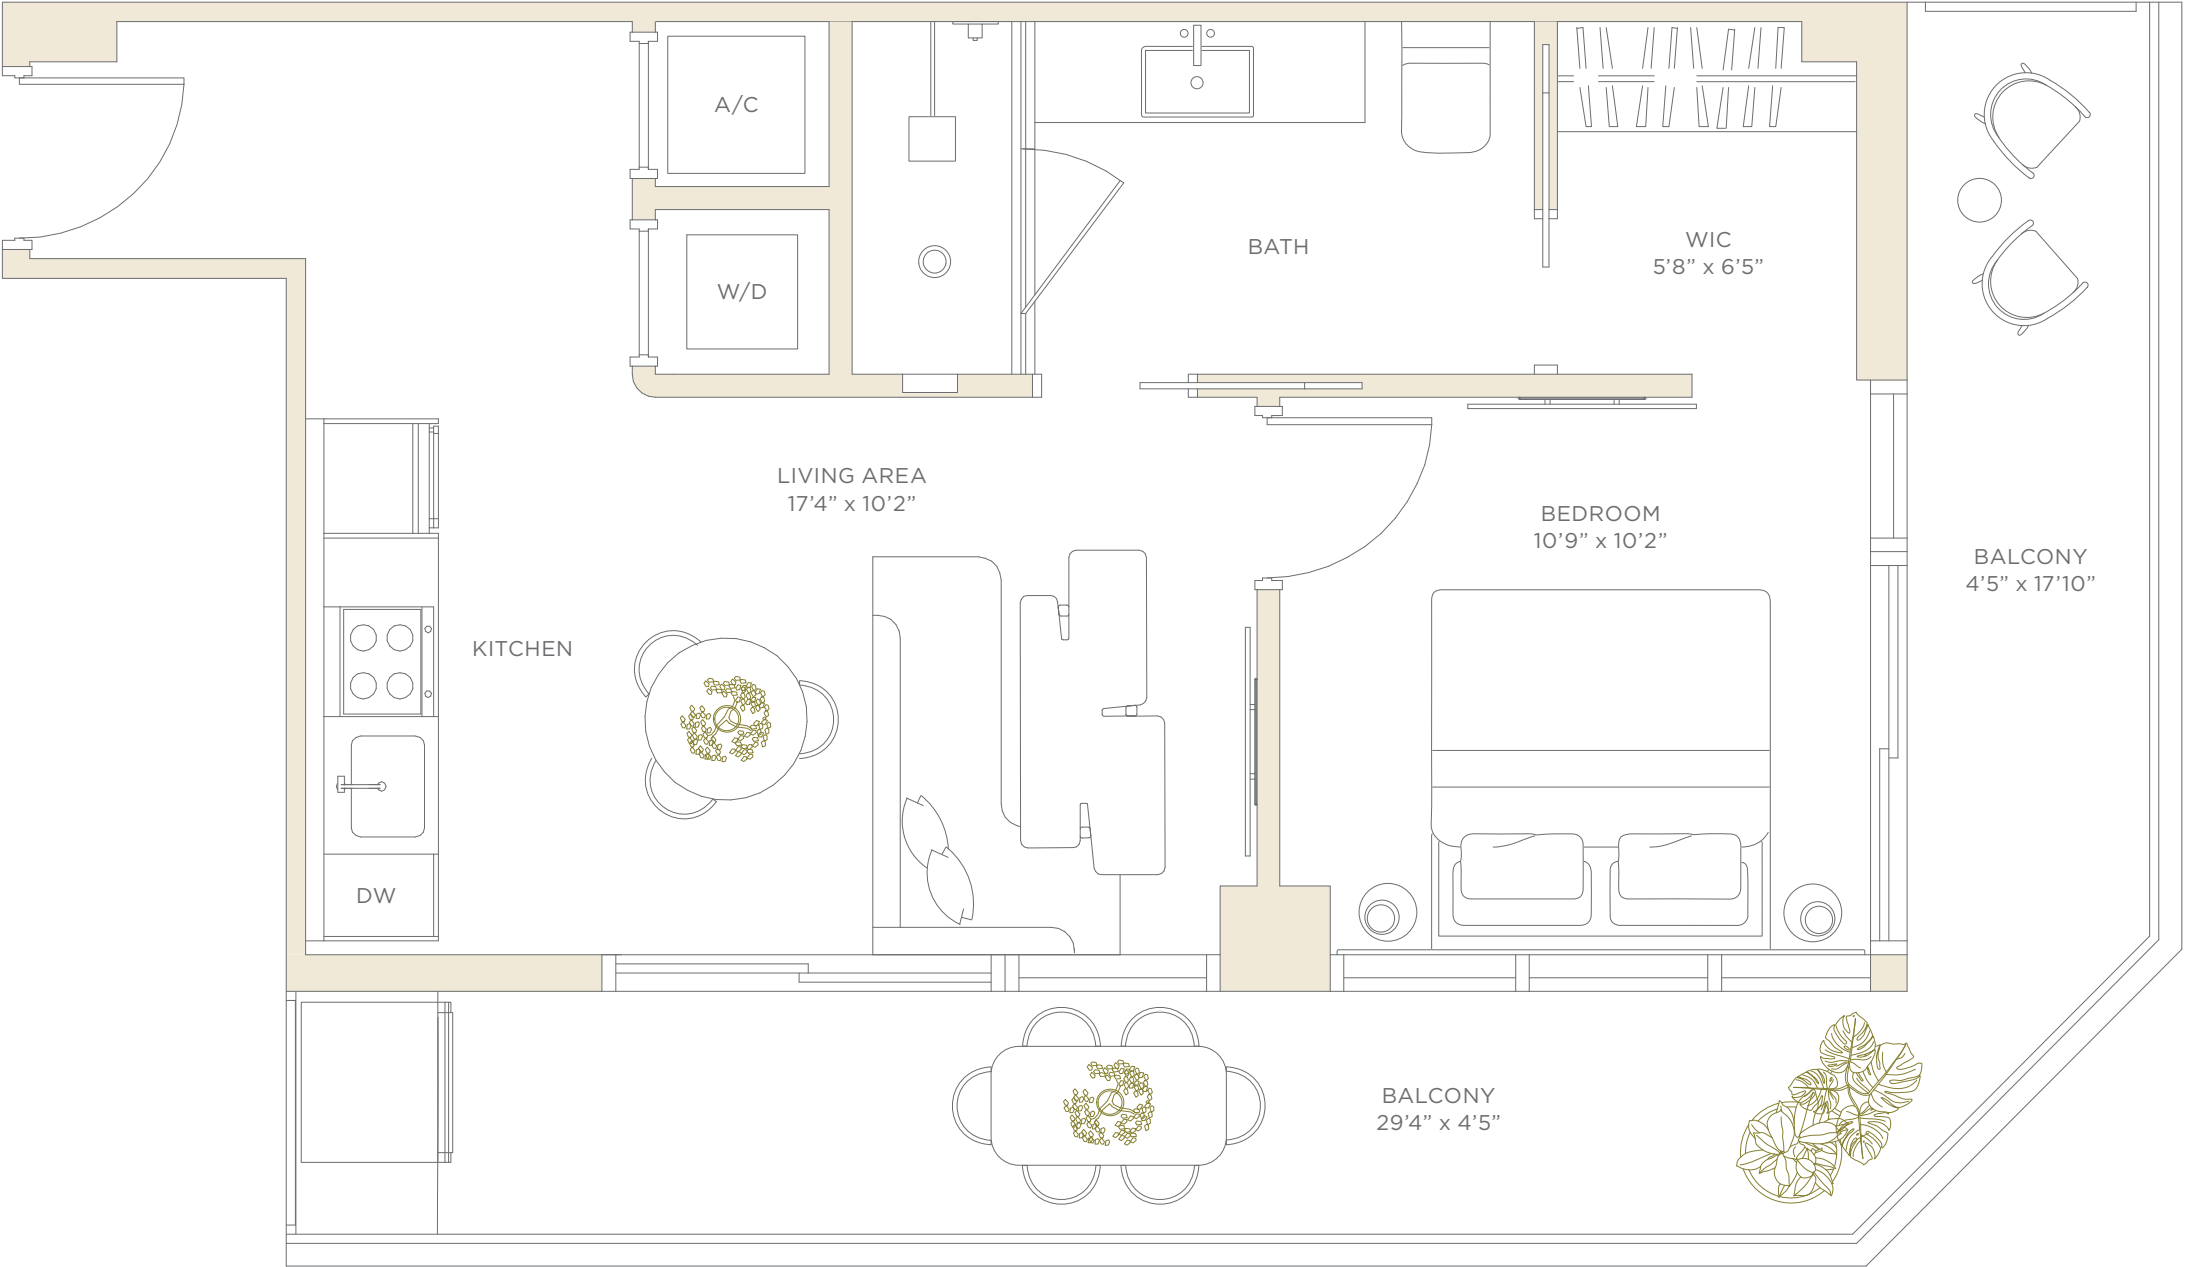 A/C
W/D
BATH
WIC
5’8” x 6’5”
LIVING AREA
17’4” x 10’2”
BEDROOM
10’9” x 10’2”
BALCONY
4’5” x 17’10”
KITCHEN
DW
BALCONY
29’4” x 4’5”